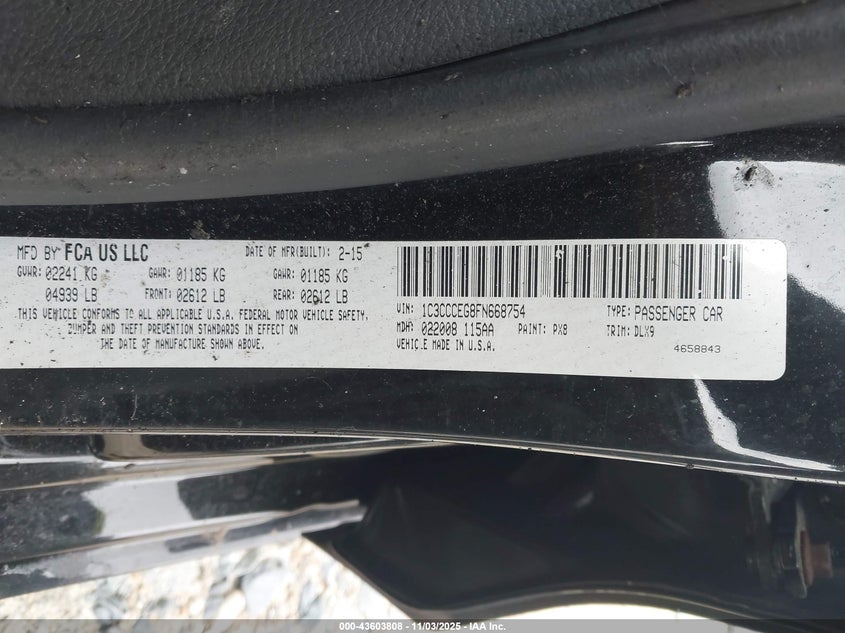 MFD BY FCA US LLC DATE OF MFR(BUILT): 2-15
GVWR: 02241 KG GAWR: 01185 KG GAWR: 01185 KG
04939 LB FRONT: 02612 LB REAR: 02612 LB
THIS VEHICLE CONFORMS TO ALL APPLICABLE U.S.A. FEDERAL MOTOR VEHICLE SAFETY,
BUMPER AND THEFT PREVENTION STANDARDS IN EFFECT ON
THE DATE OF MANUFACTURE SHOWN ABOVE.
VIN: 1C3CCCEG8FN668754 TYPE: PASSENGER CAR
MDH: 022008 115AA PAINT: PX8 TRIM: DLX9
VEHICLE MADE IN U.S.A. 4658843
000-43603808 - 11/03/2025 - IAA Inc.